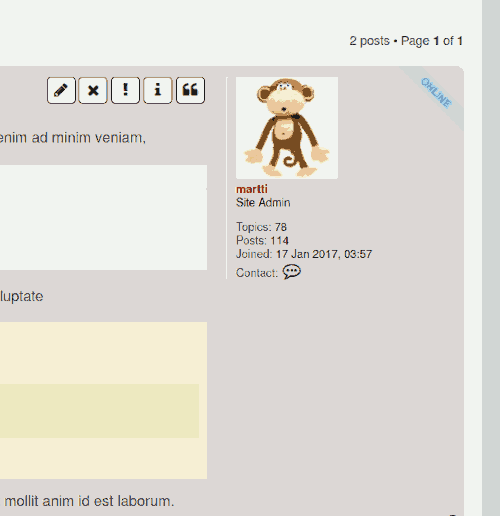 2 posts • Page 1 of 1
ONLINE
enim ad minim veniam,
martti
Site Admin
Topics: 78
Posts: 114
Joined: 17 Jan 2017, 03:57
Contact:
luptate
mollit anim id est laborum.